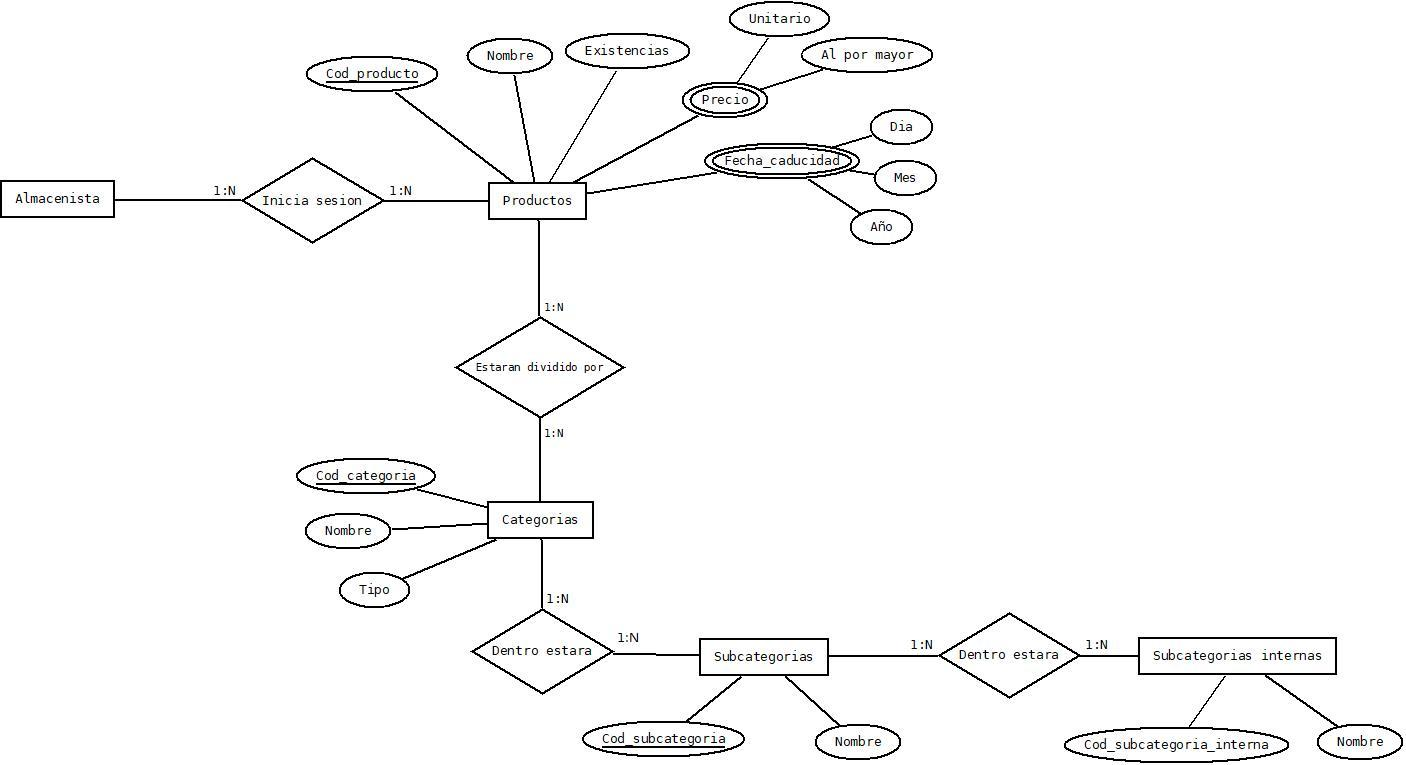 Unitario
Al por mayor
Existencias
Nombre
Cod_producto
Precio
Dia
Fecha_caducidad
Mes
Año
Almacenista
1:N
Inicia sesion
1:N
Productos
1:N
Estaran dividido por
1:N
Cod_categoria
Nombre
Tipo
Categorias
1:N
Dentro estara
1:N
Subcategorias
1:N
Dentro estara
1:N
Subcategorias internas
Cod_subcategoria
Nombre
Cod_subcategoria_interna
Nombre